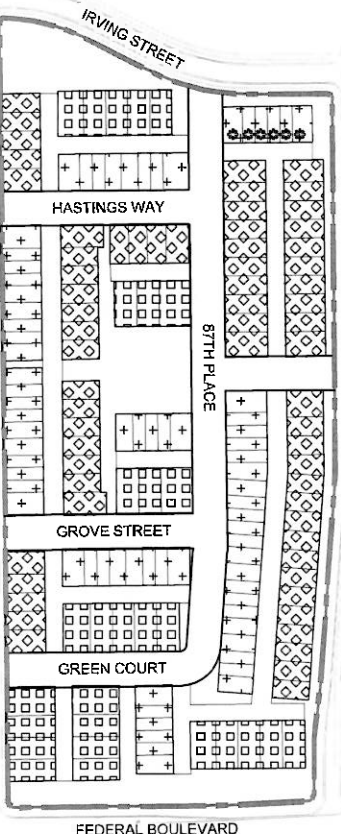 IRVING STREET
HASTINGS WAY
87TH PLACE
GROVE STREET
GREEN COURT
FEDERAL BOULEVARD